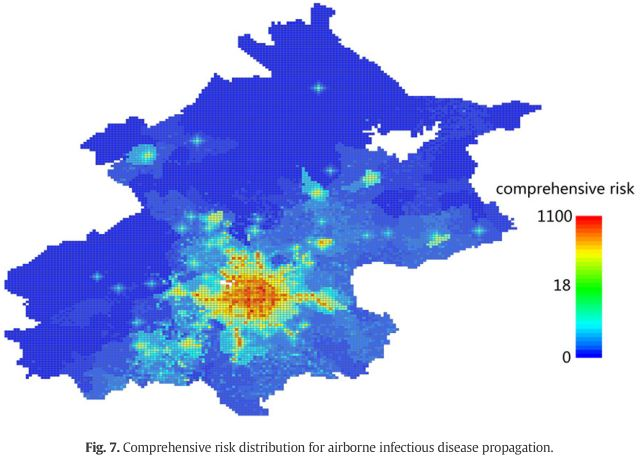 comprehensive risk
1100
18
0
Fig. 7. Comprehensive risk distribution for airborne infectious disease propagation.